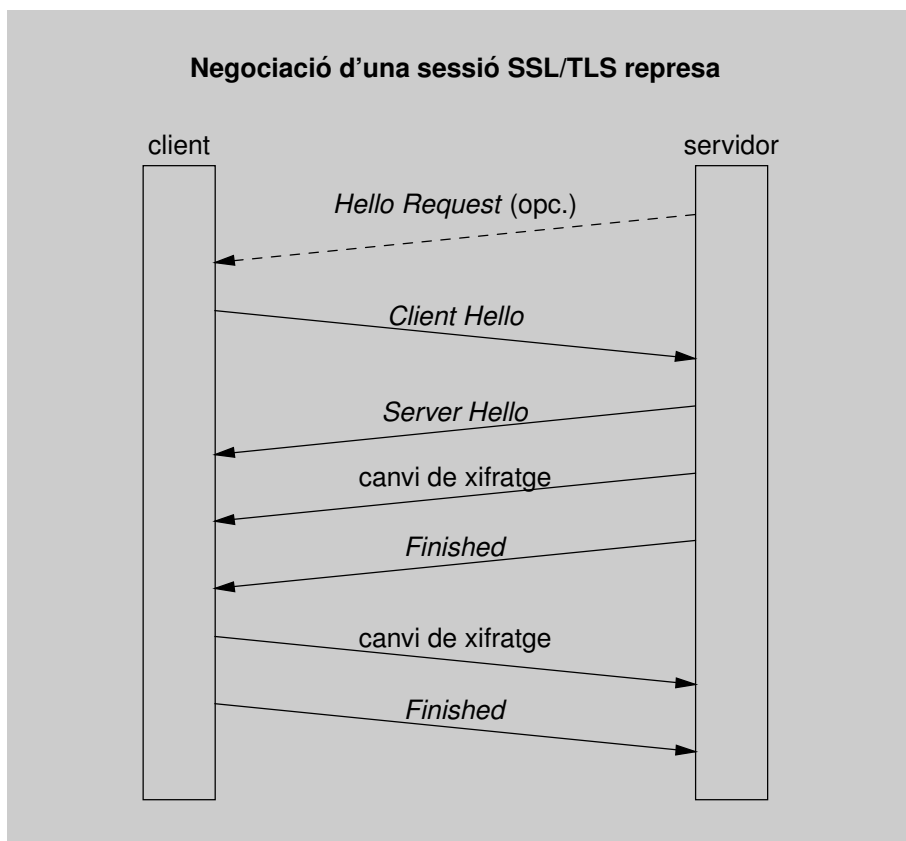 Negociació d'una sessió SSL/TLS represa
client
servidor
Hello Request (opc.)
Client Hello
Server Hello
canvi de xifratge
Finished
canvi de xifratge
Finished